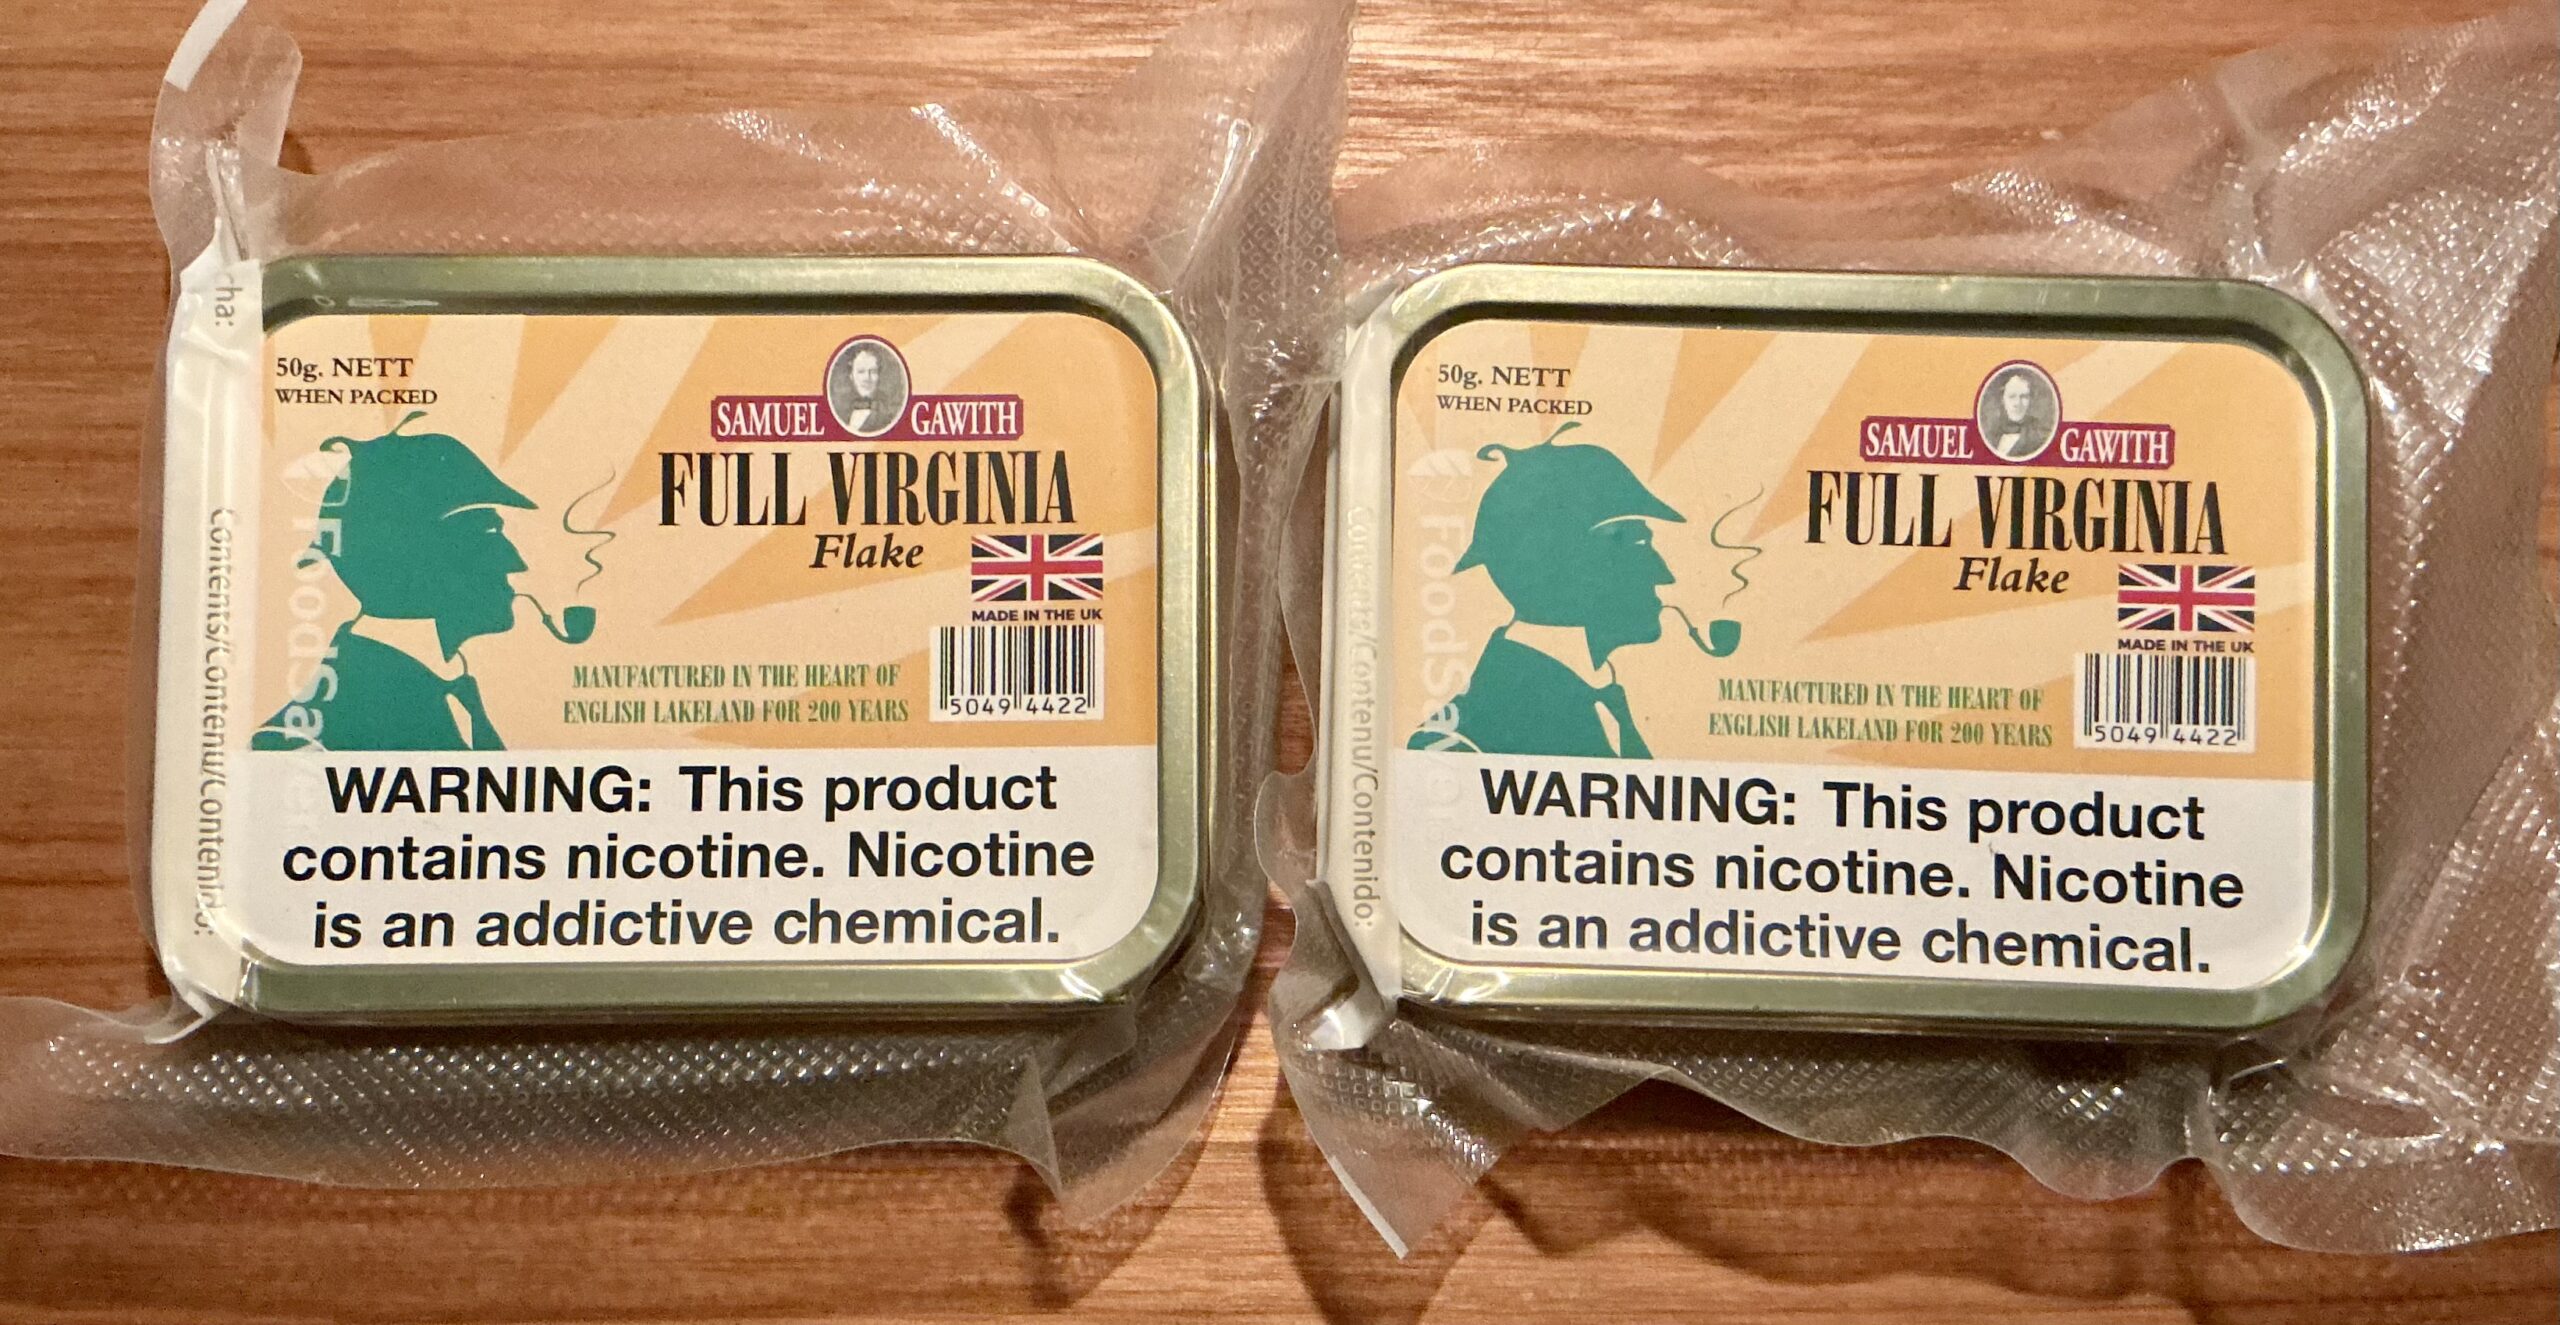 cha:
Contents/Contenu/Contenido:
FoodSaver
50g. NETT
WHEN PACKED
SAMUEL GAWITH
FULL VIRGINIA
Flake
MADE IN THE UK
MANUFACTURED IN THE HEART OF
ENGLISH LAKELAND FOR 200 YEARS
5049 4422
WARNING: This product
contains nicotine. Nicotine
is an addictive chemical.
Contents/Contenu/Contenido:
FoodSaver
50g. NETT
WHEN PACKED
SAMUEL GAWITH
FULL VIRGINIA
Flake
MADE IN THE UK
MANUFACTURED IN THE HEART OF
ENGLISH LAKELAND FOR 200 YEARS
5049 4422
WARNING: This product
contains nicotine. Nicotine
is an addictive chemical.